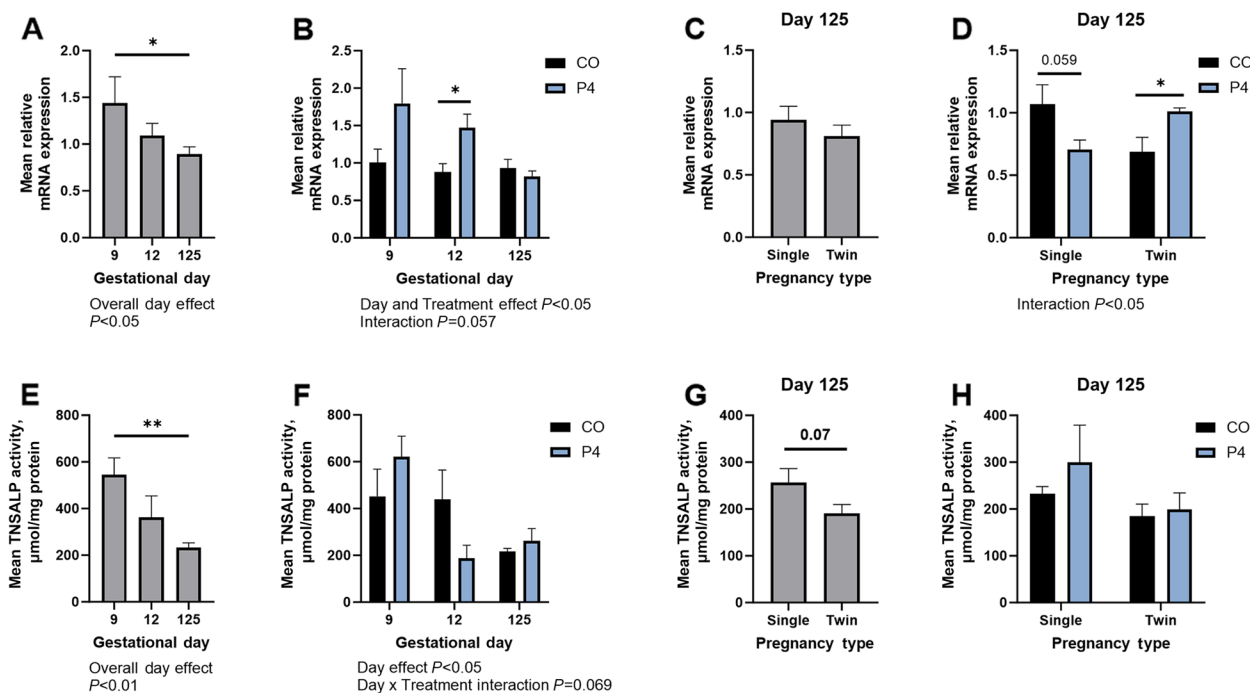 A
Mean relative
mRNA expression
2.0
1.5
1.0
0.5
0.0
*
9 12 125
Gestational day
Overall day effect
P<0.05
B
Mean relative
mRNA expression
2.5
2.0
1.5
1.0
0.5
0.0
*
CO
P4
9 12 125
Gestational day
Day and Treatment effect P<0.05
Interaction P=0.057
C
Day 125
Mean relative
mRNA expression
1.5
1.0
0.5
0.0
Single Twin
Pregnancy type
D
Day 125
Mean relative
mRNA expression
1.5
1.0
0.5
0.0
0.059
*
CO
P4
Single Twin
Pregnancy type
Interaction P<0.05
E
Mean TNSALP activity,
µmol/mg protein
800
600
400
200
0
**
9 12 125
Gestational day
Overall day effect
P<0.01
F
Mean TNSALP activity,
µmol/mg protein
800
600
400
200
0
CO
P4
9 12 125
Gestational day
Day effect P<0.05
Day x Treatment interaction P=0.069
G
Day 125
Mean TNSALP activity,
µmol/mg protein
400
300
200
100
0
0.07
Single Twin
Pregnancy type
H
Day 125
Mean TNSALP activity,
µmol/mg protein
400
300
200
100
0
CO
P4
Single Twin
Pregnancy type